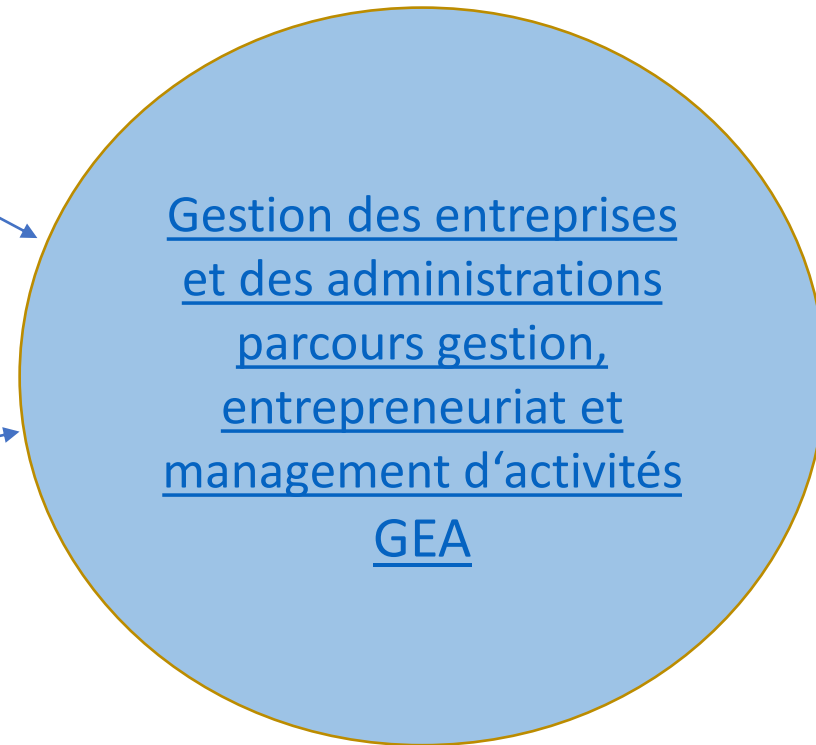 Gestion des entreprises
et des administrations
parcours gestion,
entrepreneuriat et
management d‘activités
GEA